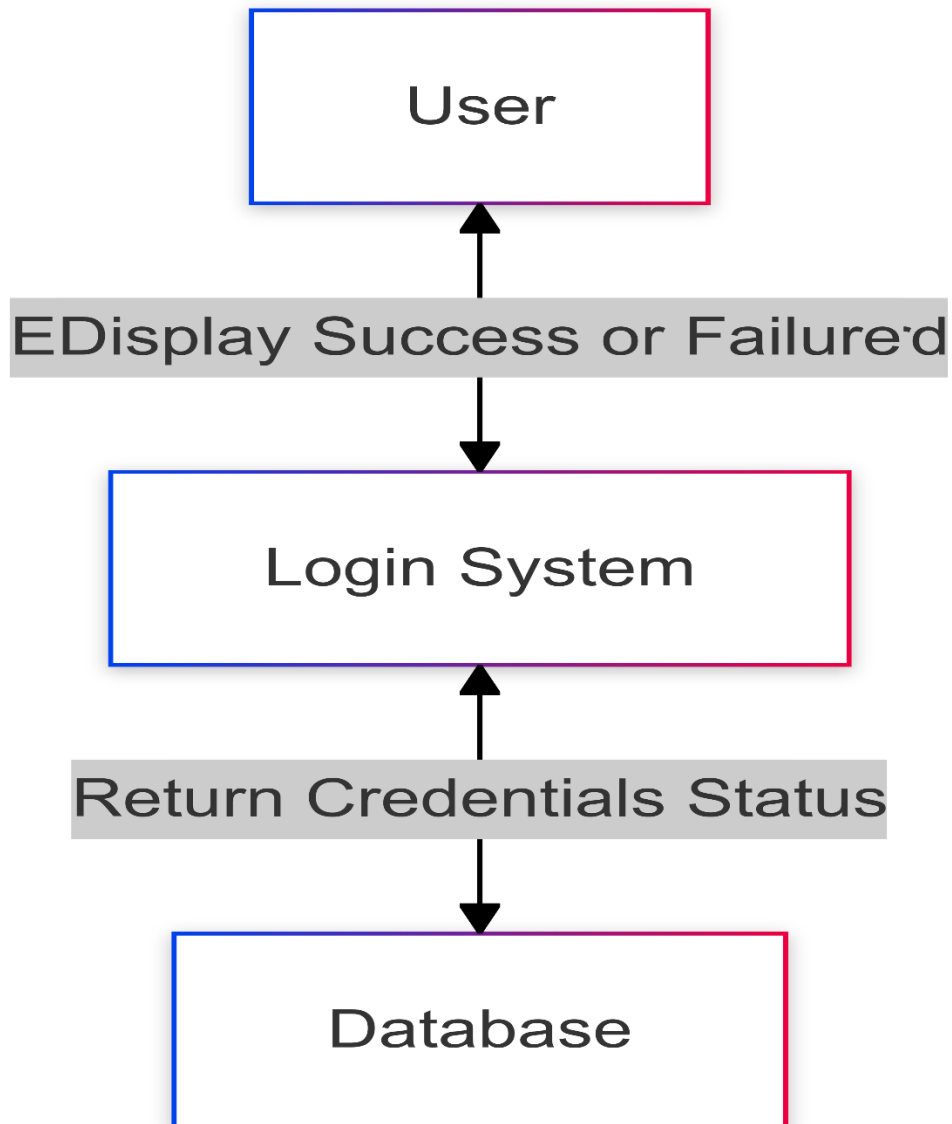 User
EDisplay Success or Failure'd
Login System
Return Credentials Status
Database